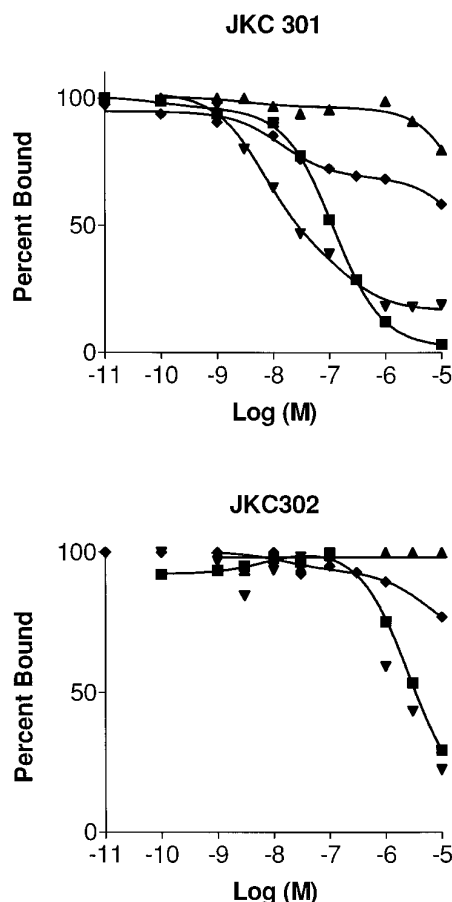 JKC 301
100
50
0
Percent Bound
-11 -10 -9 -8 -7 -6 -5
Log (M)
JKC302
100
50
0
Percent Bound
-11 -10 -9 -8 -7 -6 -5
Log (M)